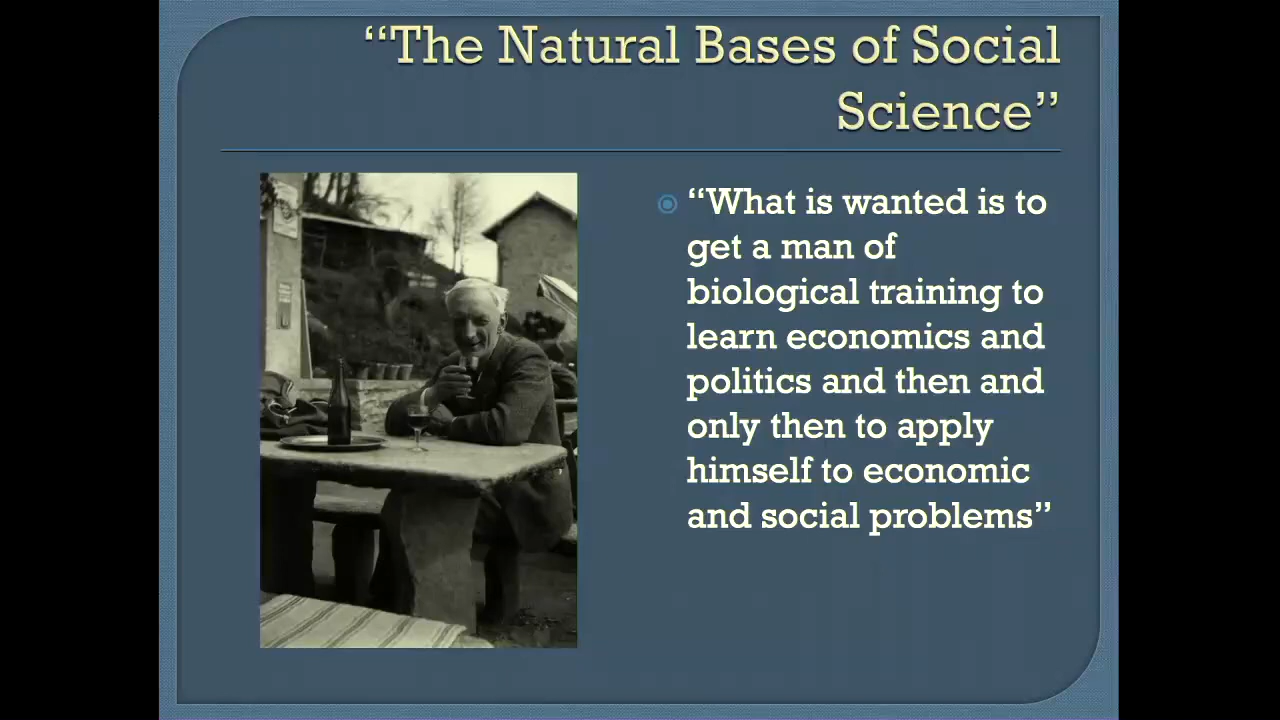 “The Natural Bases of Social
Science”
“What is wanted is to
get a man of
biological training to
learn economics and
politics and then and
only then to apply
himself to economic
and social problems”